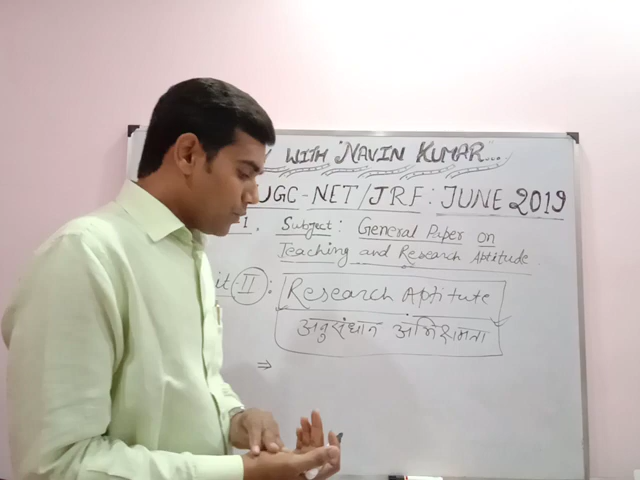 WITH "NAVIN KUMAR"...
UGC-NET/JRF: JUNE 2019
I. Subject: General Paper on
Teaching and Research Aptitude
it-II: Research Aptitute
अनुसंधान अभिक्षमता
⇒